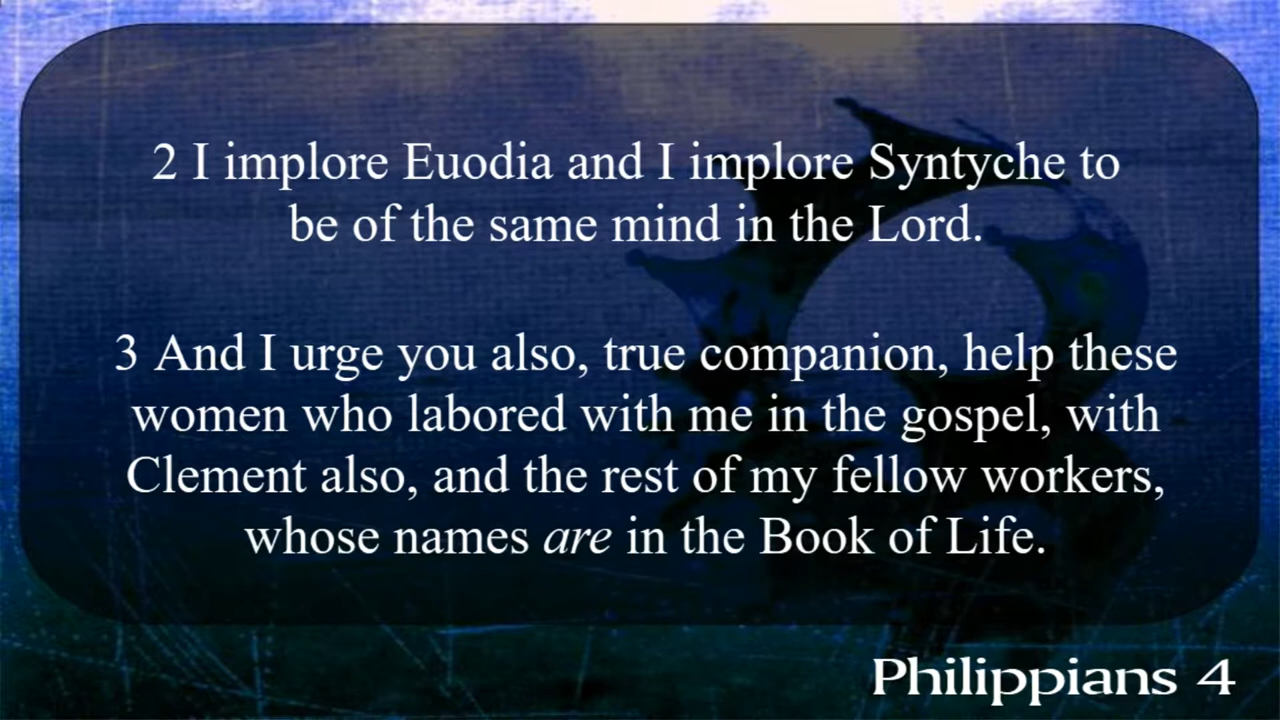 2 I implore Euodia and I implore Syntyche to
be of the same mind in the Lord.
3 And I urge you also, true companion, help these
women who labored with me in the gospel, with
Clement also, and the rest of my fellow workers,
whose names are in the Book of Life.
Philippians 4